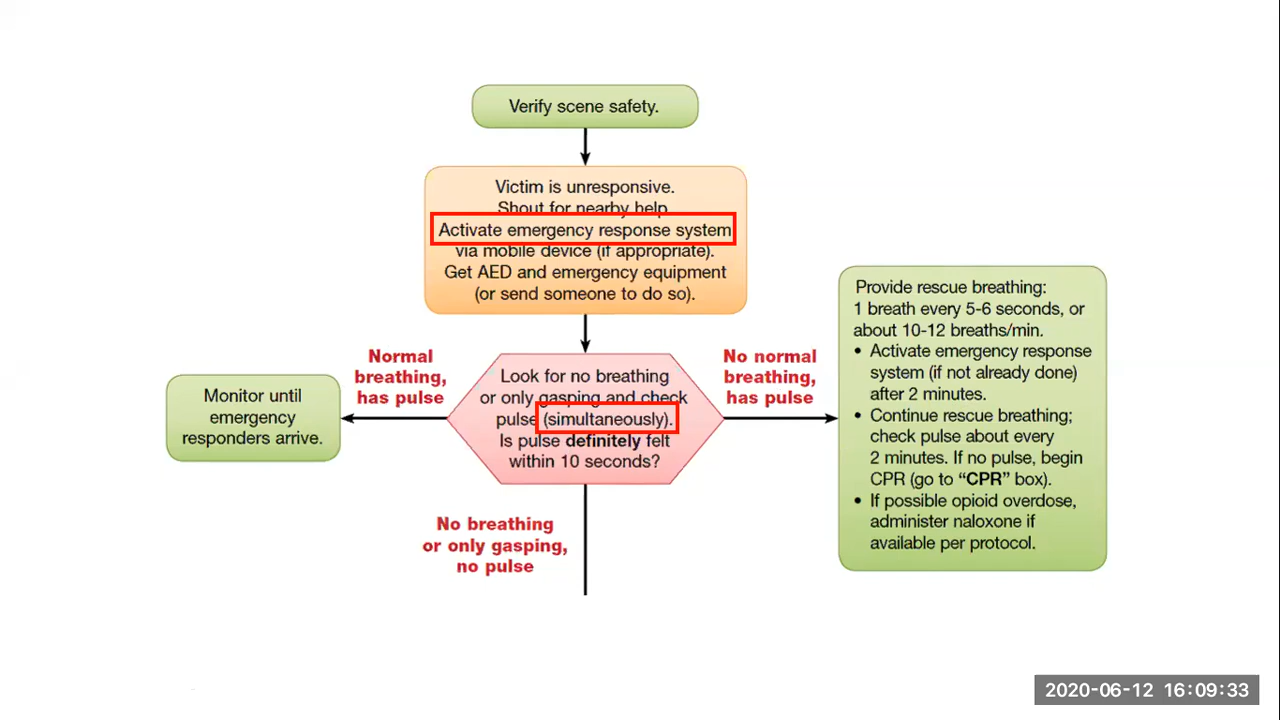 Verify scene safety.
Victim is unresponsive.
Shout for nearby help.
Activate emergency response system
via mobile device (if appropriate).
Get AED and emergency equipment
(or send someone to do so).
Normal
breathing,
has pulse
Monitor until
emergency
responders arrive.
Look for no breathing
or only gasping and check
pulse (simultaneously).
Is pulse definitely felt
within 10 seconds?
No normal
breathing,
has pulse
Provide rescue breathing:
1 breath every 5-6 seconds, or
about 10-12 breaths/min.
• Activate emergency response
system (if not already done)
after 2 minutes.
• Continue rescue breathing;
check pulse about every
2 minutes. If no pulse, begin
CPR (go to “CPR” box).
• If possible opioid overdose,
administer naloxone if
available per protocol.
No breathing
or only gasping,
no pulse
2020-06-12 16:09:33